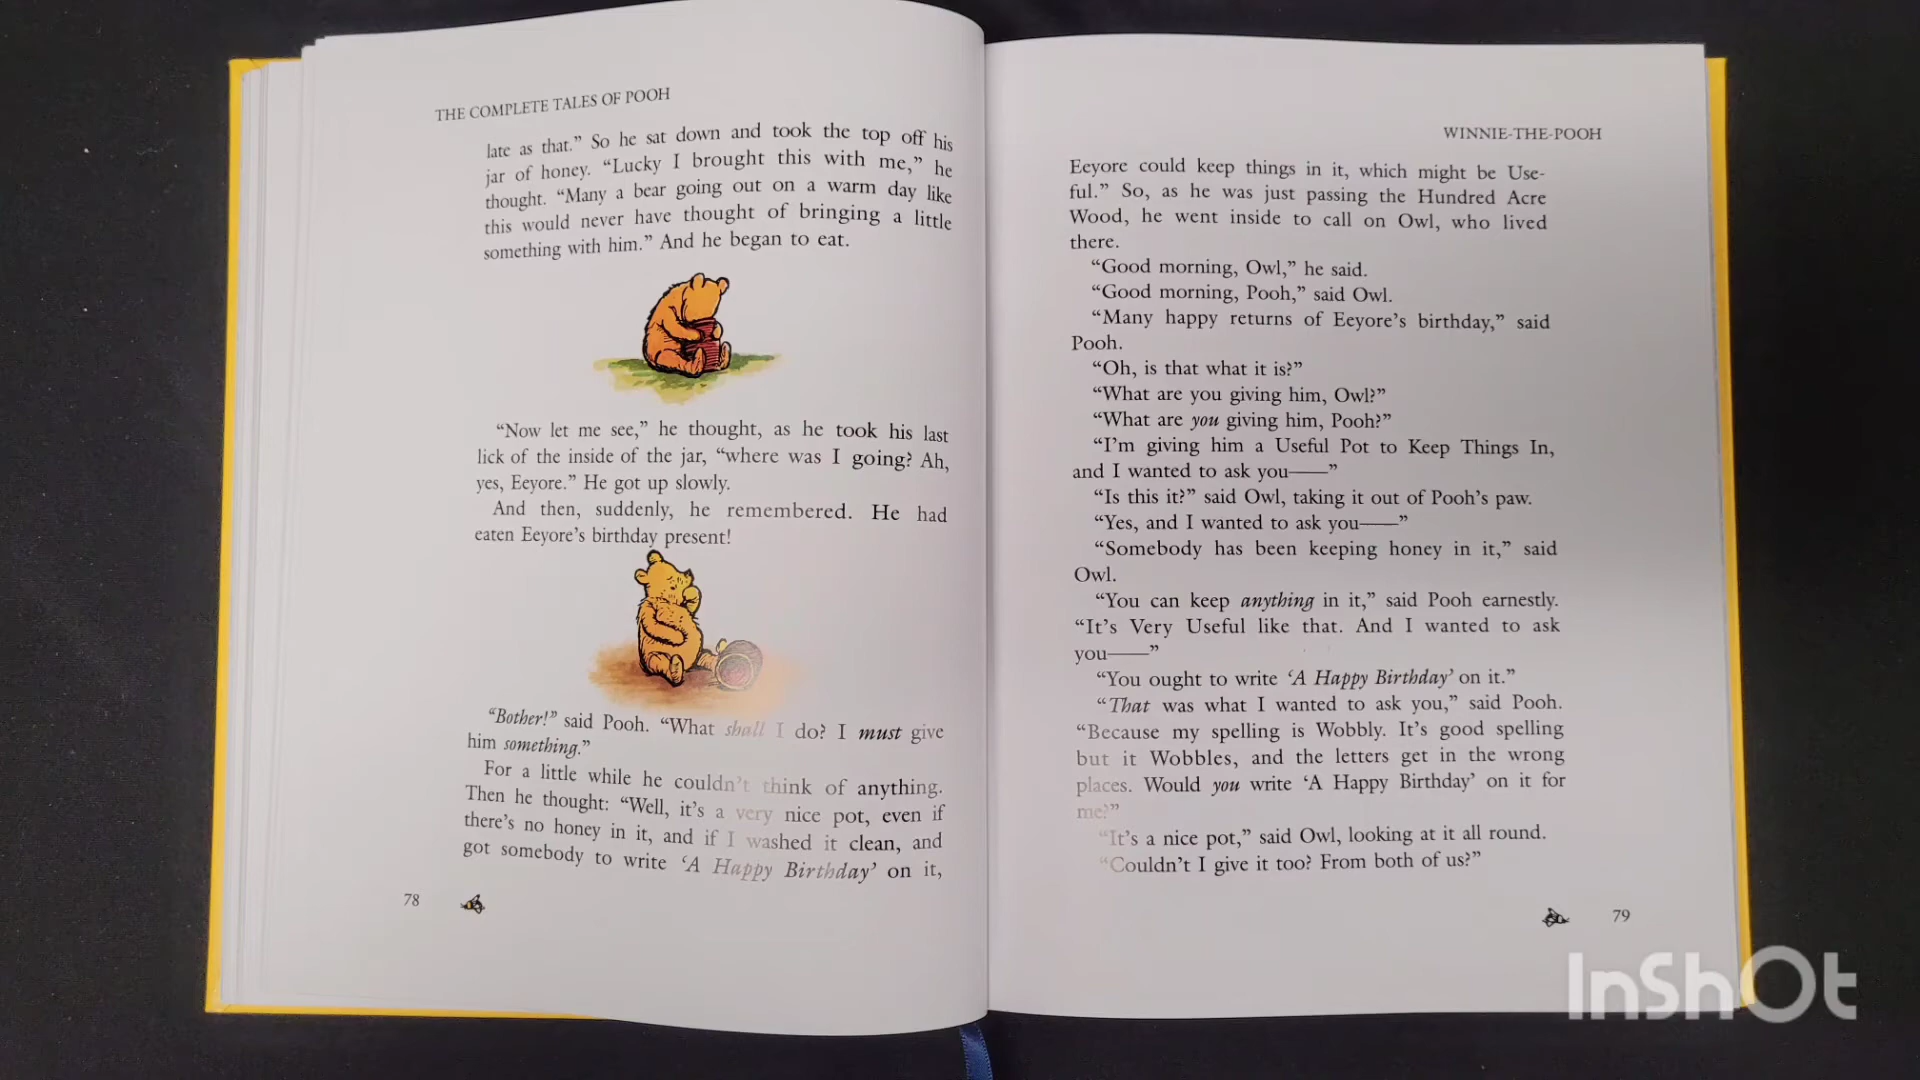 THE COMPLETE TALES OF POOH
late as that.” So he sat down and took the top off his
jar of honey. “Lucky I brought this with me,” he
thought. “Many a bear going out on a warm day like
this would never have thought of bringing a little
something with him.” And he began to eat.
“Now let me see,” he thought, as he took his last
lick of the inside of the jar, “where was I going? Ah,
yes, Eeyore.” He got up slowly.
And then, suddenly, he remembered. He had
eaten Eeyore’s birthday present!
“Bother!” said Pooh. “What shall I do? I must give
him something.”
For a little while he couldn’t think of anything.
Then he thought: “Well, it’s a very nice pot, even if
there’s no honey in it, and if I washed it clean, and
got somebody to write ‘A Happy Birthday’ on it,
78
WINNIE-THE-POOH
Eeyore could keep things in it, which might be Use-
ful.” So, as he was just passing the Hundred Acre
Wood, he went inside to call on Owl, who lived
there.
“Good morning, Owl,” he said.
“Good morning, Pooh,” said Owl.
“Many happy returns of Eeyore’s birthday,” said
Pooh.
“Oh, is that what it is?”
“What are you giving him, Owl?”
“What are you giving him, Pooh?”
“I’m giving him a Useful Pot to Keep Things In,
and I wanted to ask you——”
“Is this it?” said Owl, taking it out of Pooh’s paw.
“Yes, and I wanted to ask you——”
“Somebody has been keeping honey in it,” said
Owl.
“You can keep anything in it,” said Pooh earnestly.
“It’s Very Useful like that. And I wanted to ask
you——”
“You ought to write ‘A Happy Birthday’ on it.”
“That was what I wanted to ask you,” said Pooh.
“Because my spelling is Wobbly. It’s good spelling
but it Wobbles, and the letters get in the wrong
places. Would you write ‘A Happy Birthday’ on it for
me?”
“It’s a nice pot,” said Owl, looking at it all round.
“Couldn’t I give it too? From both of us?”
79
InShOt